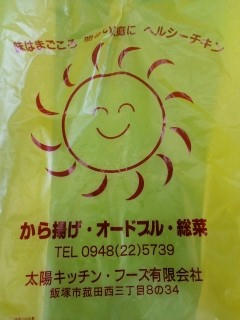 味はまごころ 庭に ヘルシーチキン
から揚げ・オードブル・総菜
TEL 0948(22)5739
太陽キッチン・フーズ有限会社
飯塚市菰田西三丁目8の34